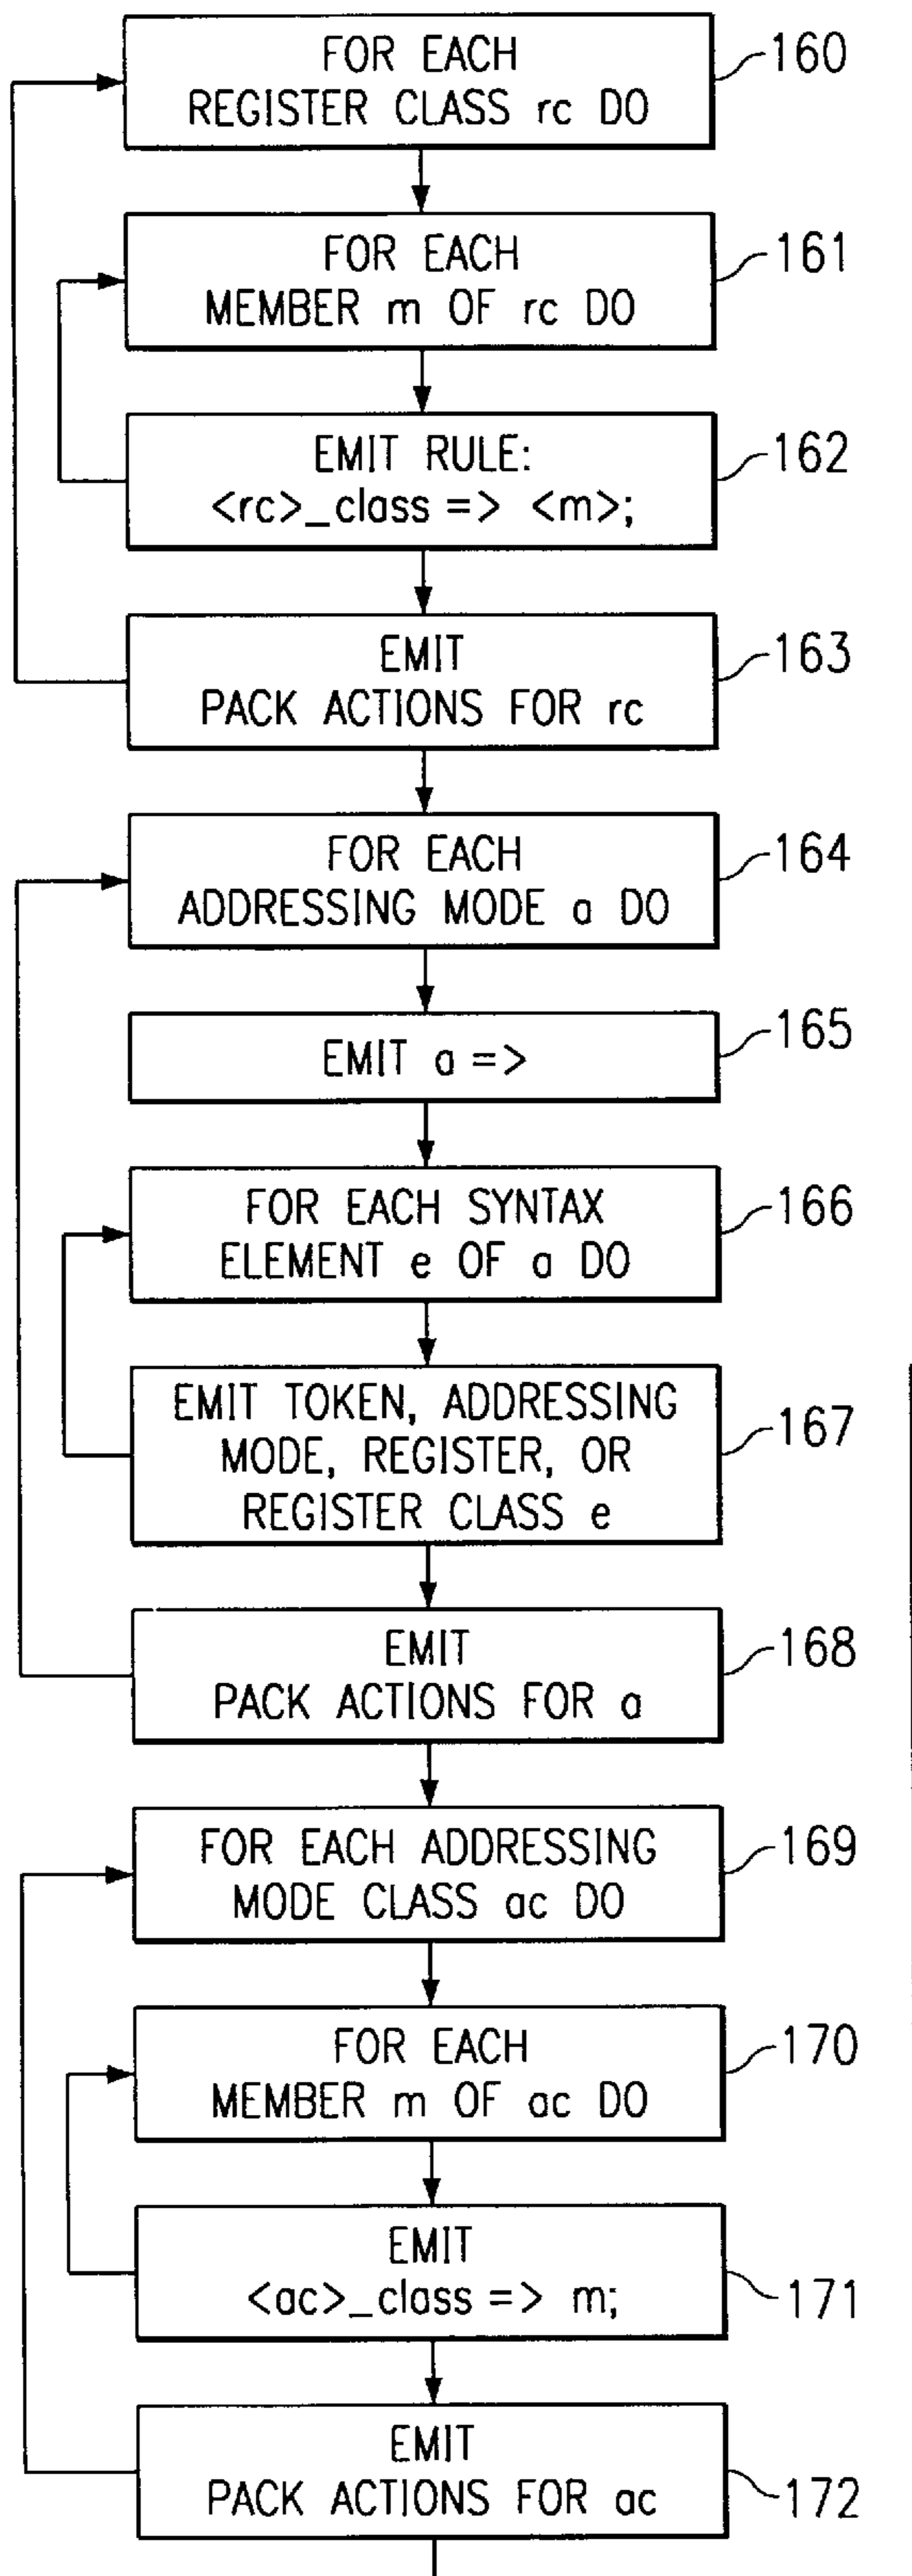 FOR EACH
REGISTER CLASS rc DO
160
FOR EACH
MEMBER m OF rc DO
161
EMIT RULE:
<rc>_class => <m>;
162
EMIT
PACK ACTIONS FOR rc
163
FOR EACH
ADDRESSING MODE a DO
164
EMIT a =>
165
FOR EACH SYNTAX
ELEMENT e OF a DO
166
EMIT TOKEN, ADDRESSING
MODE, REGISTER, OR
REGISTER CLASS e
167
EMIT
PACK ACTIONS FOR a
168
FOR EACH ADDRESSING
MODE CLASS ac DO
169
FOR EACH
MEMBER m OF ac DO
170
EMIT
<ac>_class => m;
171
EMIT
PACK ACTIONS FOR ac
172